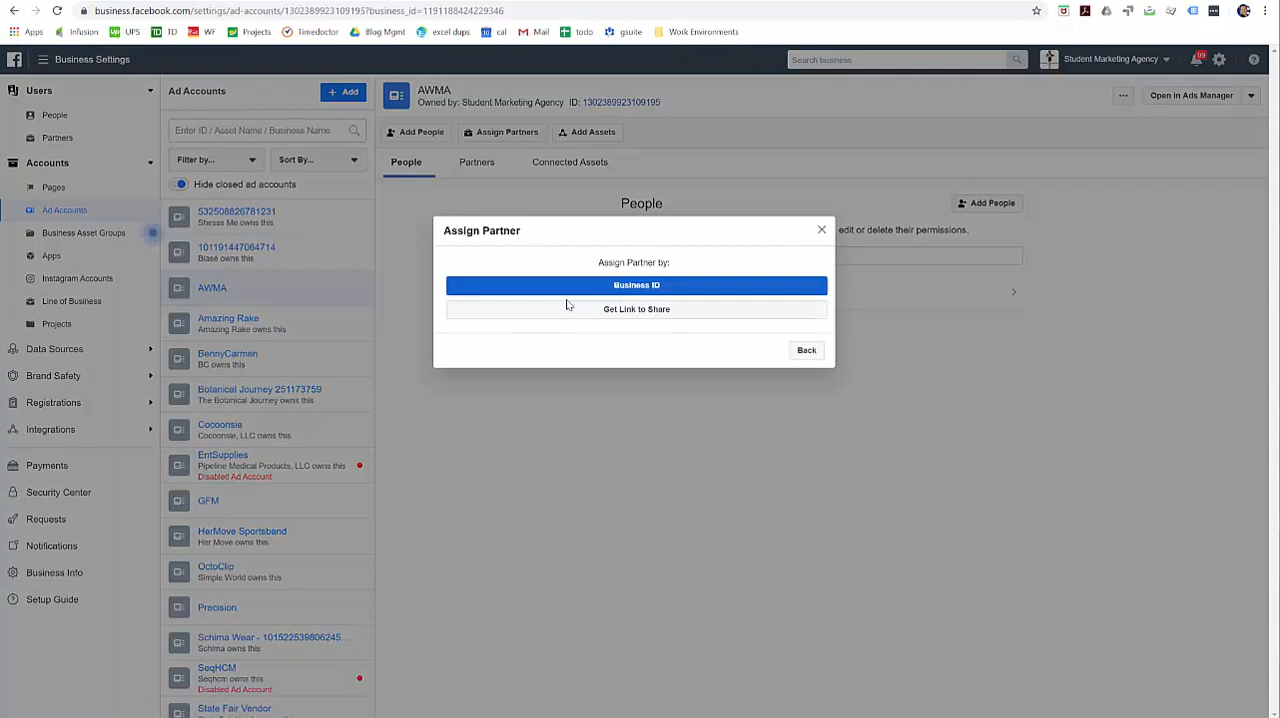 business.facebook.com/settings/ad-accounts/1302389923109195?business_id=1191188424229346
Apps
Infusion
UPS
TD
WF
Projects
Timedoctor
Blog Mgmt
excel dups
cal
Mail
todo
gsuite
Work Environments
Business Settings
Search business
Student Marketing Agency
99
Users
People
Partners
Accounts
Pages
Ad Accounts
Business Asset Groups
Apps
Instagram Accounts
Line of Business
Projects
Data Sources
Brand Safety
Registrations
Integrations
Payments
Security Center
Requests
Notifications
Business Info
Setup Guide
Ad Accounts
+ Add
Enter ID / Asset Name / Business Name
Filter by...
Sort By...
Hide closed ad accounts
532508826781231
Shesss Me owns this
101191447064714
Blasé owns this
AWMA
Amazing Rake
Amazing Rake owns this
BennyCarmen
BC owns this
Botanical Journey 251173759
The Botanical Journey owns this
Cocoonsie
Cocoonsie, LLC owns this
EntSupplies
Pipeline Medical Products, LLC owns this
Disabled Ad Account
GFM
HerMove Sportsband
Her Move owns this
OctoClip
Simple World owns this
Precision
Schima Wear - 101522539806245...
Schima owns this
SeqHCM
Seqhcm owns this
Disabled Ad Account
State Fair Vendor
AWMA
Owned by: Student Marketing Agency ID: 1302389923109195
...
Open in Ads Manager
Add People
Assign Partners
Add Assets
People
Partners
Connected Assets
People
Add People
edit or delete their permissions.
Assign Partner
Assign Partner by:
Business ID
Get Link to Share
Back